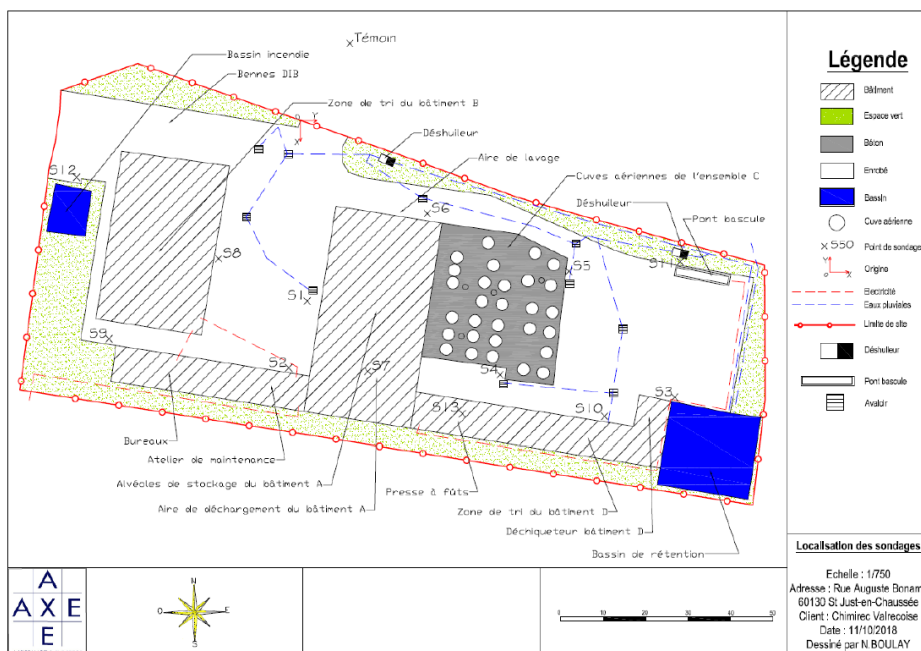 Témoin
Bassin incendie
Bennes DIB
Zone de tri du bâtiment B
Déshuileur
Aire de lavage
Cuves aériennes de l'ensemble C
Déshuileur
Pont bascule
S12
S6
S8
S5
S11
S1
S9
S2
S7
S4
S3
S13
S10
X
Y
Bureaux
Atelier de maintenance
Alvéoles de stockage du bâtiment A
Aire de déchargement du bâtiment A
Presse à fûts
Zone de tri du bâtiment D
Déchiqueteur bâtiment D
Bassin de rétention
Légende
Bâtiment
Espace vert
Béton
Enrobé
Bassin
Cuve aérienne
S50 Point de sondage
Y
o X
Origine
Electricité
Eaux pluviales
Limite de site
Déshuileur
Pont bascule
Avaloir
Localisation des sondages
Echelle : 1/750
Adresse : Rue Auguste Bonam
60130 St Just-en-Chaussée
Client : Chimirec Valrecoise
Date : 11/10/2018
Dessiné par N.BOULAY
A
A X E
E
N
O E
S
0 10 20 30 40 50